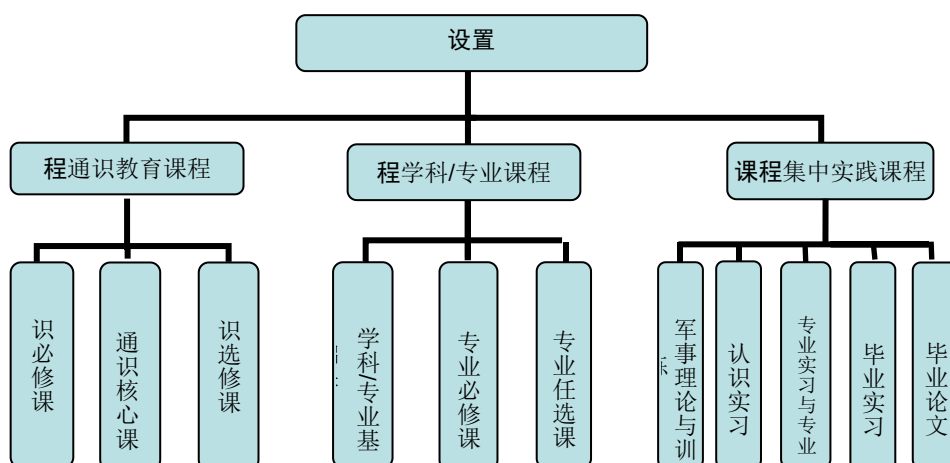 设置
程通识教育课程
程学科/专业课程
课程集中实践课程
识必修课
通识核心课
识选修课
学科/专业基
专业必修课
专业任选课
军事理论与训
认识实习
专业实习与专业
毕业实习
毕业论文